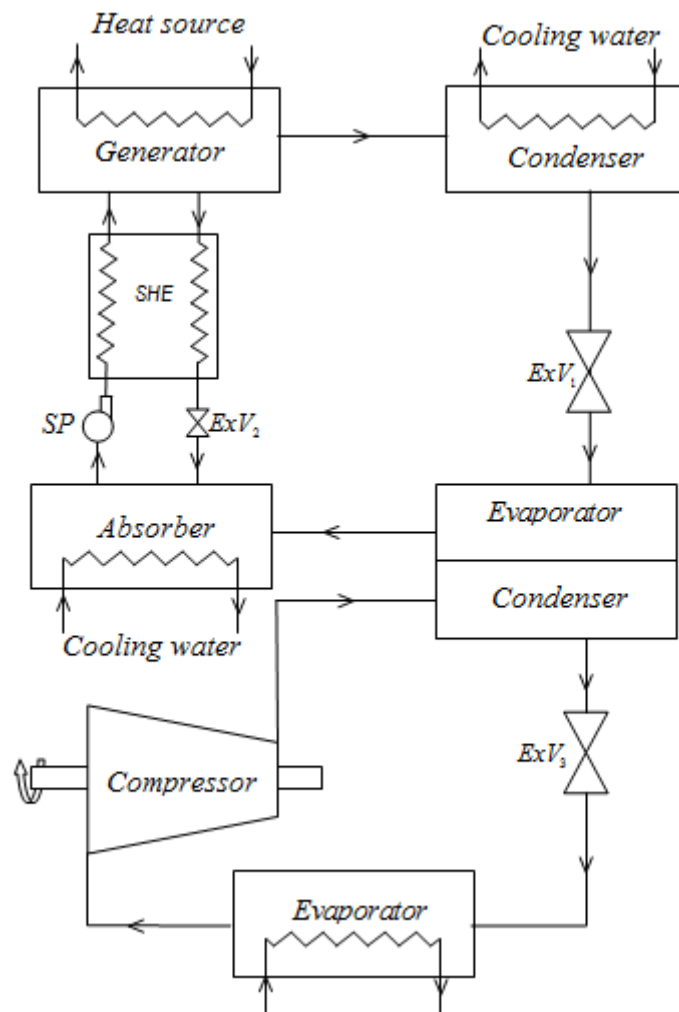 Heat source
Cooling water
Generator
Condenser
SHE
ExV₁
SP
ExV₂
Absorber
Evaporator
Condenser
Cooling water
Compressor
ExV₃
Evaporator